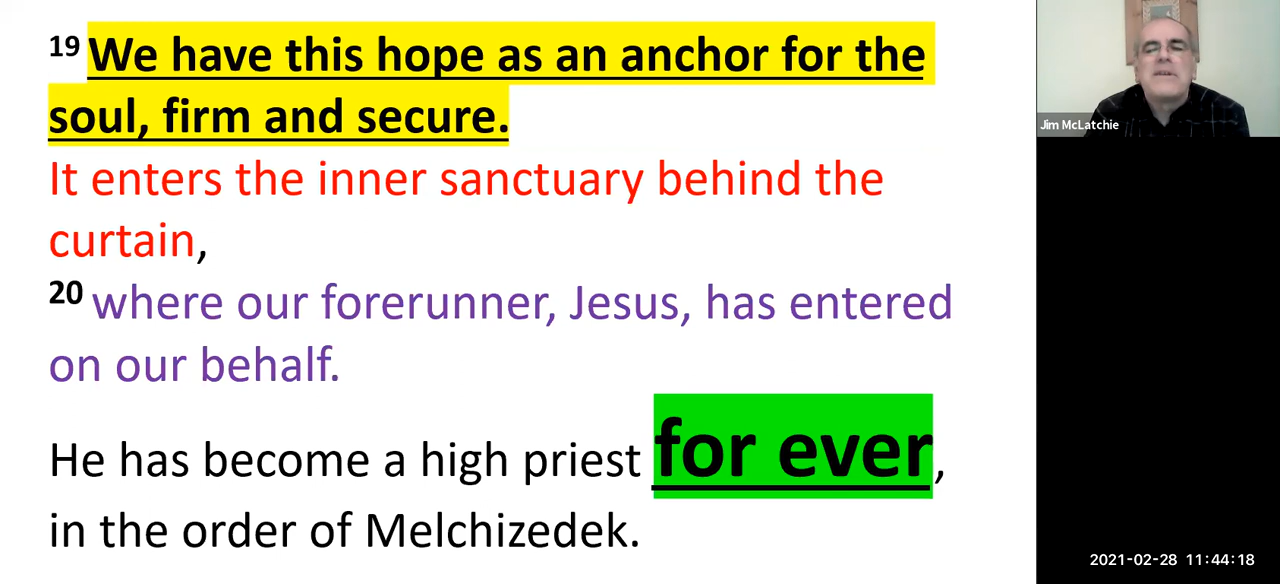 19 We have this hope as an anchor for the
soul, firm and secure.
It enters the inner sanctuary behind the
curtain,
20 where our forerunner, Jesus, has entered
on our behalf.
He has become a high priest for ever,
in the order of Melchizedek.
Jim McLatchie
2021-02-28 11:44:18